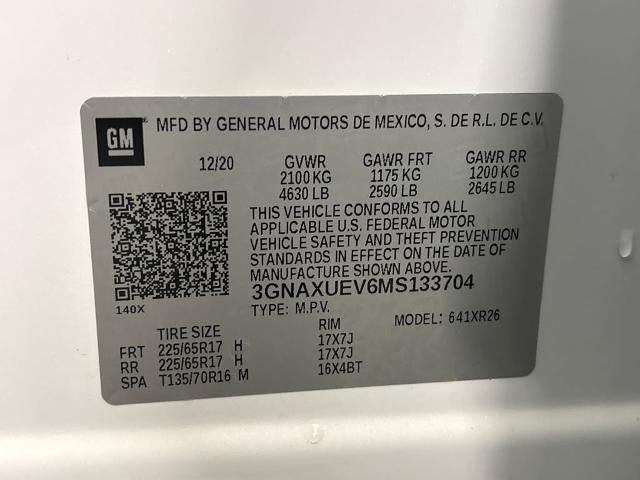 GM
MFD BY GENERAL MOTORS DE MEXICO, S. DE R.L. DE C.V.
12/20 GVWR GAWR FRT GAWR RR
2100 KG 1175 KG 1200 KG
4630 LB 2590 LB 2645 LB
THIS VEHICLE CONFORMS TO ALL
APPLICABLE U.S. FEDERAL MOTOR
VEHICLE SAFETY AND THEFT PREVENTION
STANDARDS IN EFFECT ON THE DATE OF
MANUFACTURE SHOWN ABOVE.
3GNAXUEV6MS133704
140X
TYPE: M.P.V. MODEL: 641XR26
TIRE SIZE RIM
FRT 225/65R17 H 17X7J
RR 225/65R17 H 17X7J
SPA T135/70R16 M 16X4BT